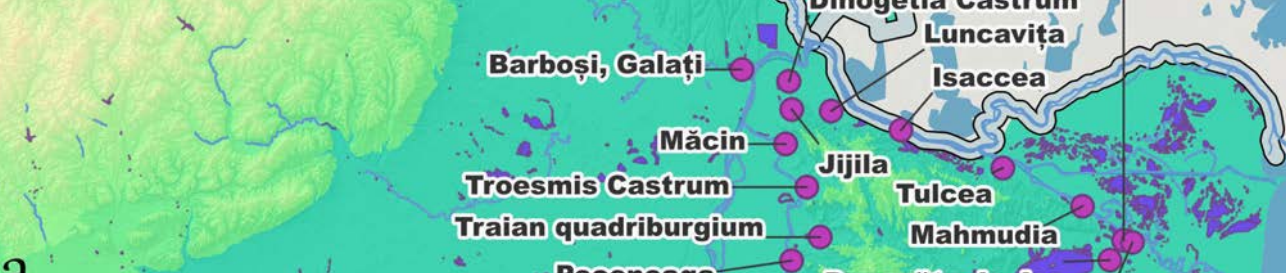 Dinogetia Castrum
Luncavița
Barboși, Galați
Isaccea
Măcin
Jijila
Troesmis Castrum
Tulcea
Traian quadriburgium
Mahmudia
a